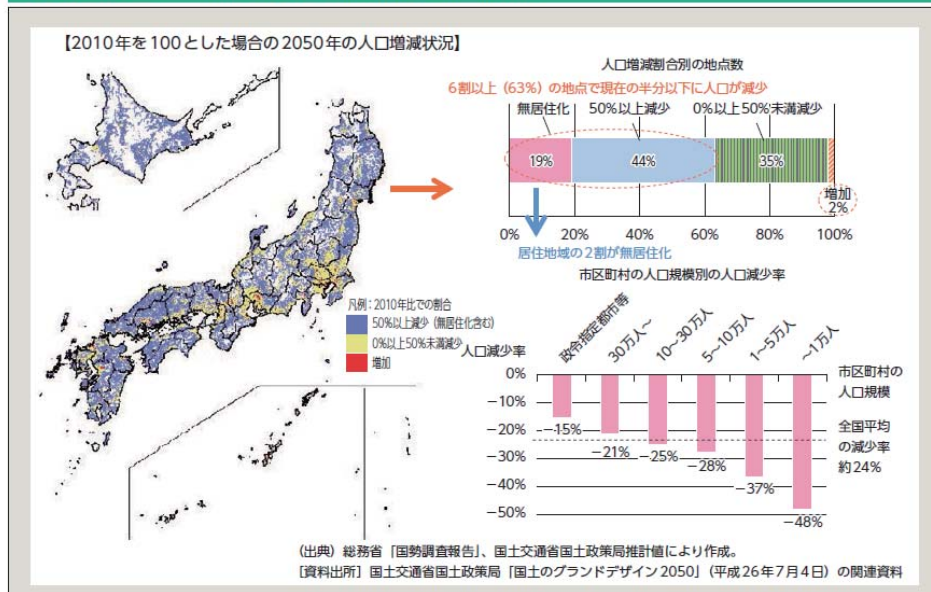 【2010年を100とした場合の2050年の人口増減状況】
人口増減割合別の地点数
6割以上（63%）の地点で現在の半分以下に人口が減少
無居住化 50%以上減少 0%以上50%未満減少
19% 44% 35%
増加
2%
0% 20% 40% 60% 80% 100%
居住地域の2割が無居住化
市区町村の人口規模別の人口減少率
凡例：2010年比での割合
50%以上減少（無居住化含む）
0%以上50%未満減少
増加
政令指定都市等 30万人～ 10～30万人 5～10万人 1～5万人 ～1万人
人口減少率
市区町村の
人口規模
0%
−10%
−20%
−30%
−40%
−50%
−15%
−21%
−25%
−28%
−37%
−48%
全国平均
の減少率
約24%
（出典）総務省「国勢調査報告」、国土交通省国土政策局推計値により作成。
［資料出所］国土交通省国土政策局「国土のグランドデザイン2050」（平成26年7月4日）の関連資料